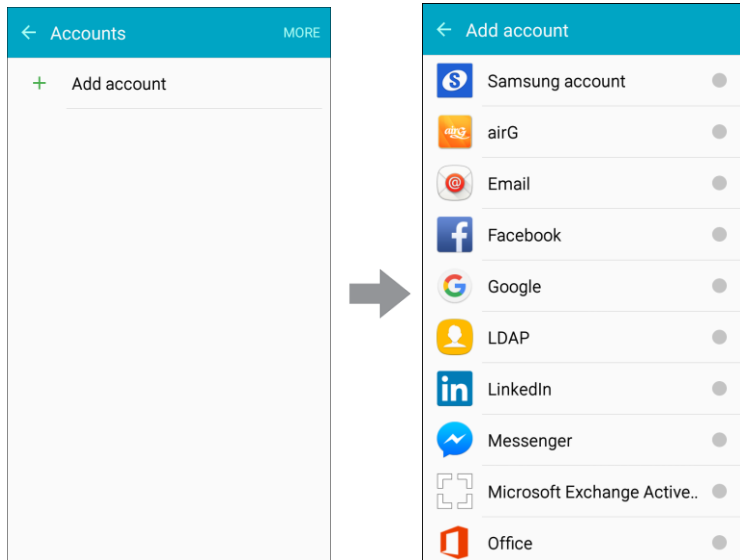 Accounts MORE
Add account
Add account
Samsung account
airG
airG
Email
Facebook
Google
LDAP
LinkedIn
Messenger
Microsoft Exchange Active..
Office